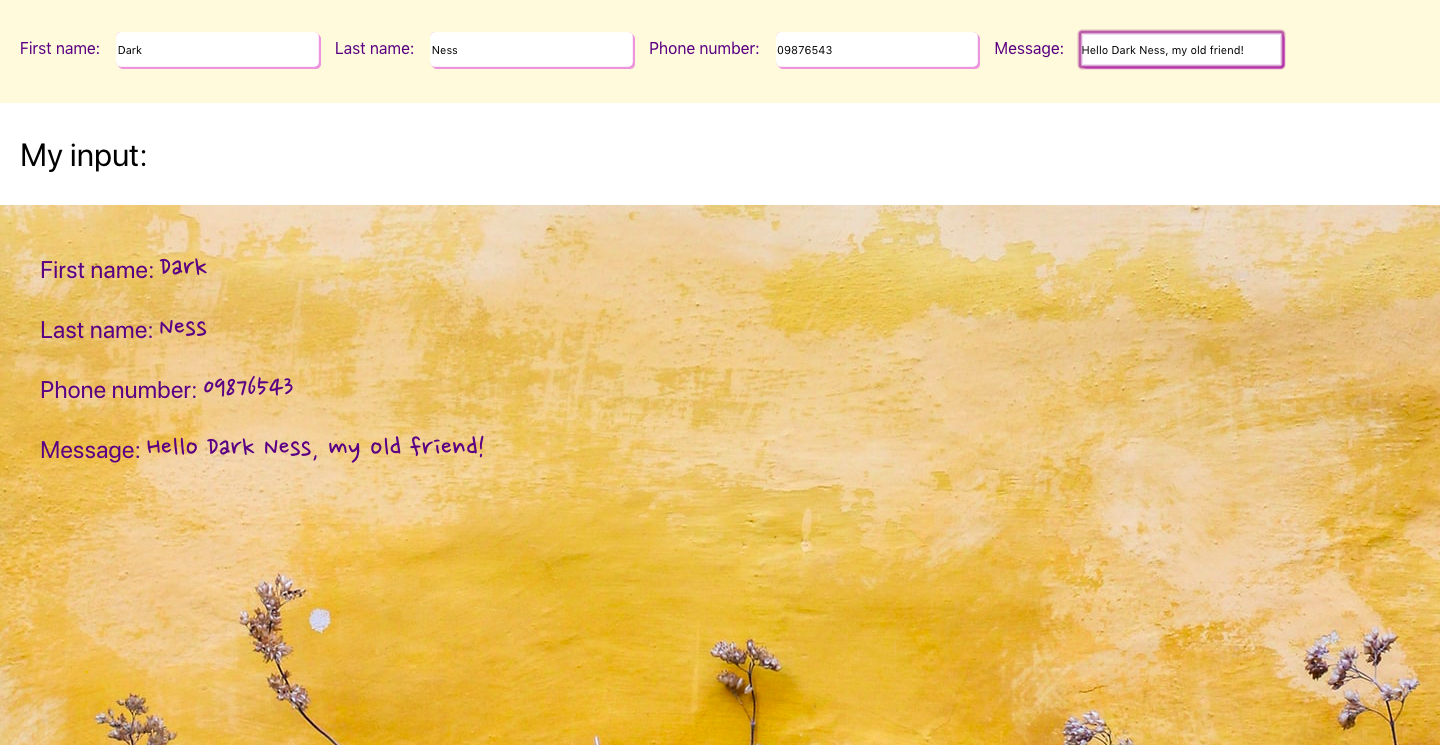 First name: Dark Last name: Ness Phone number: 09876543 Message: Hello Dark Ness, my old friend!
My input:
First name: Dark
Last name: Ness
Phone number: 09876543
Message: Hello Dark Ness, my old friend!